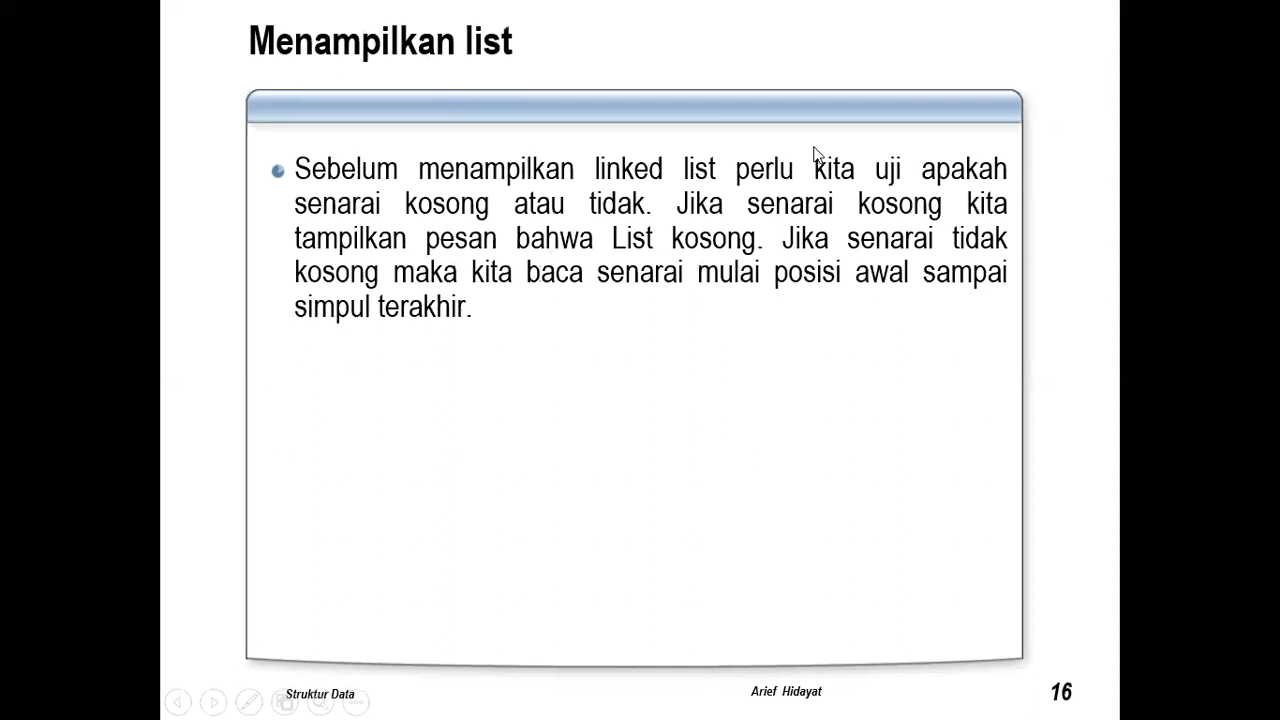 Menampilkan list
Sebelum menampilkan linked list perlu kita uji apakah
senarai kosong atau tidak. Jika senarai kosong kita
tampilkan pesan bahwa List kosong. Jika senarai tidak
kosong maka kita baca senarai mulai posisi awal sampai
simpul terakhir.
Struktur Data
Arief Hidayat
16